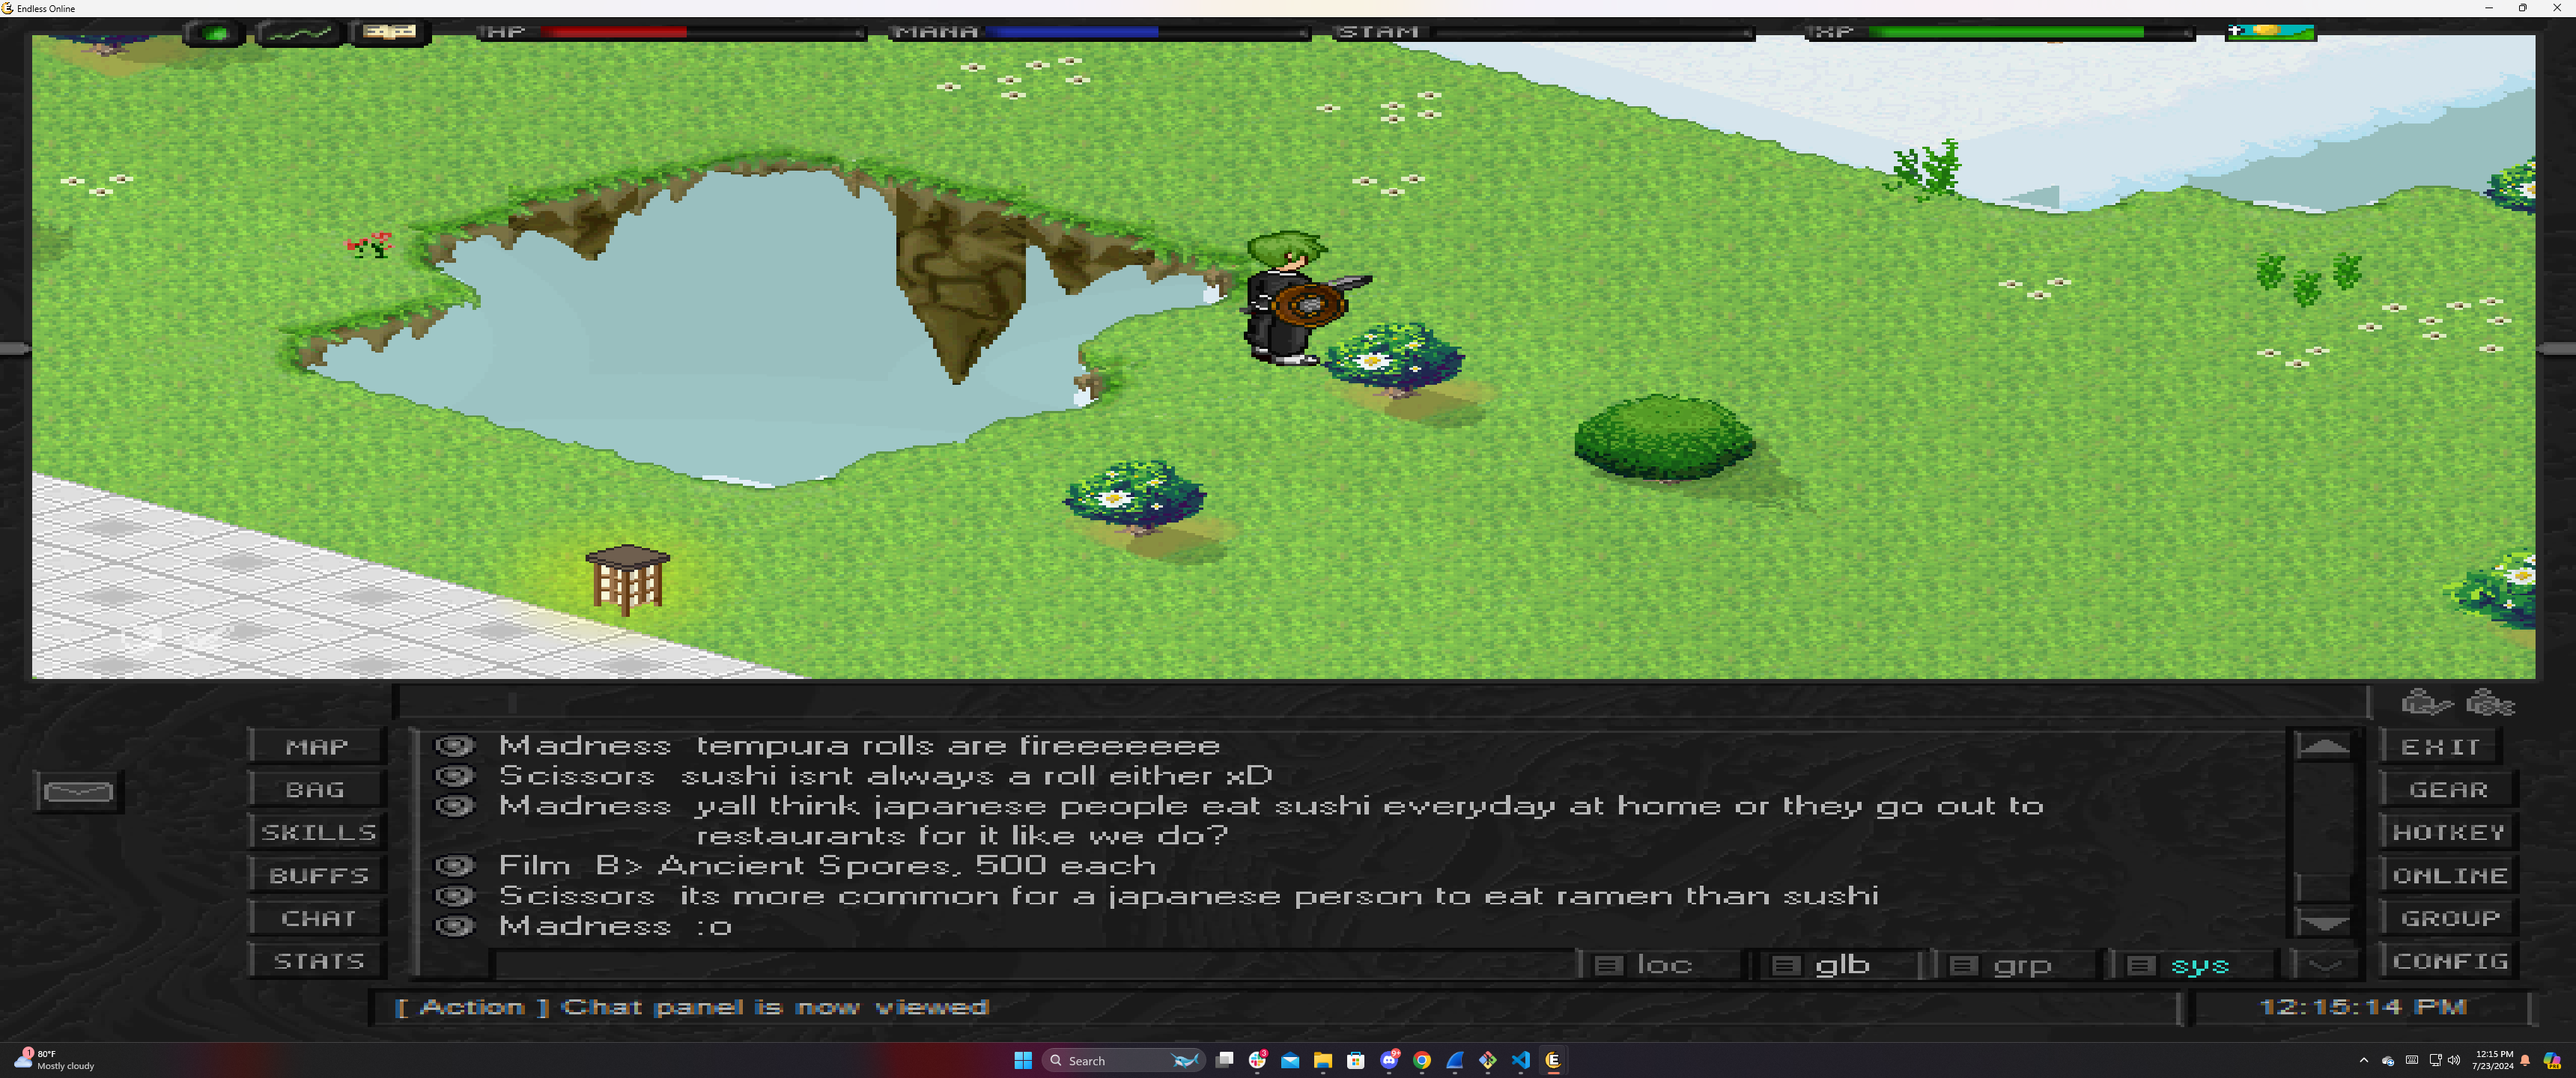 Endless Online
HP
MANA
STAM
XP
MAP
BAG
SKILLS
BUFFS
CHAT
STATS
Madness tempura rolls are fireeeeeee
Scissors sushi isnt always a roll either xD
Madness yall think japanese people eat sushi everyday at home or they go out to
restaurants for it like we do?
Film B> Ancient Spores, 500 each
Scissors its more common for a japanese person to eat ramen than sushi
Madness :o
loc
glb
grp
sys
EXIT
GEAR
HOTKEY
ONLINE
GROUP
CONFIG
[ Action ] Chat panel is now viewed
12:15:14 PM
1
80°F
Mostly cloudy
Search
3
9+
12:15 PM
7/23/2024